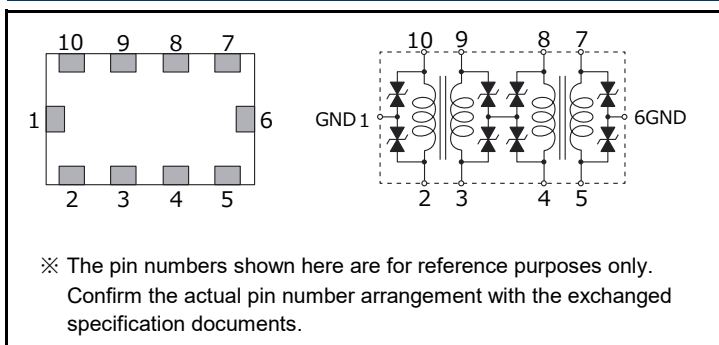 10 9 8 7
1 6
2 3 4 5
10 9 8 7
GND 1 6GND
2 3 4 5
※ The pin numbers shown here are for reference purposes only.
Confirm the actual pin number arrangement with the exchanged
specification documents.